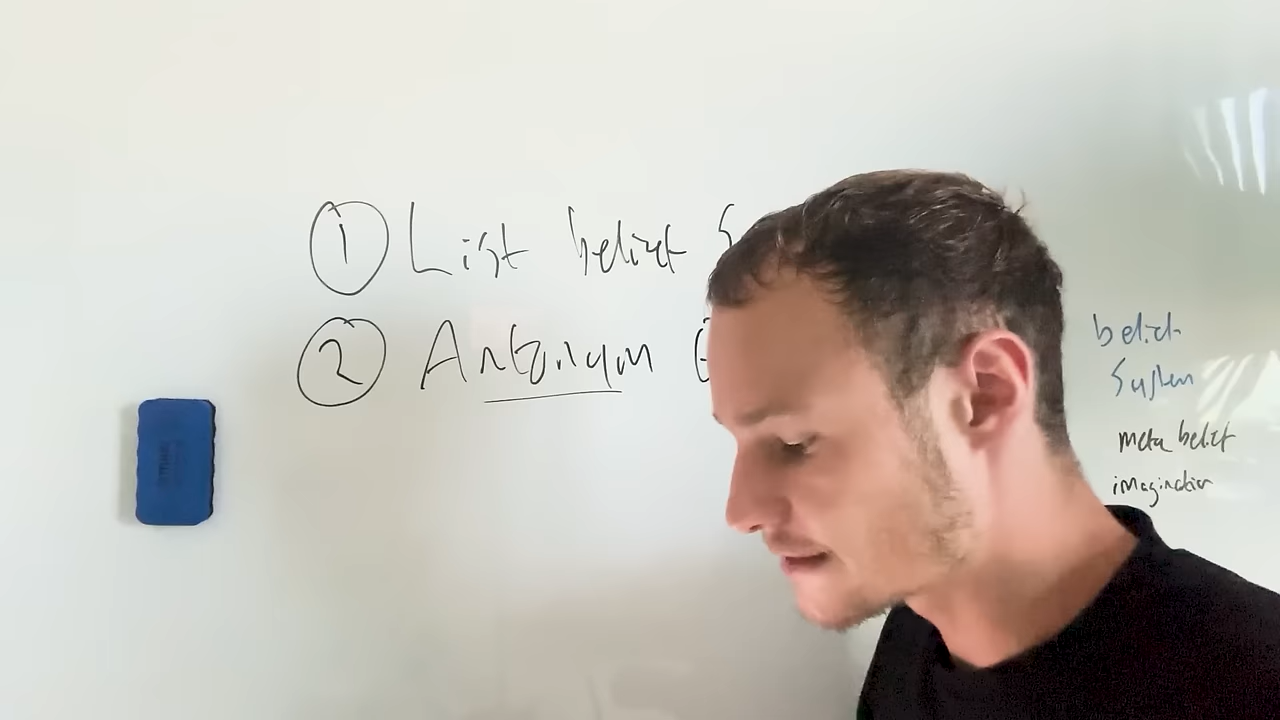 1 List belief S
2 Antonym
belief
System
meta belief
imagination